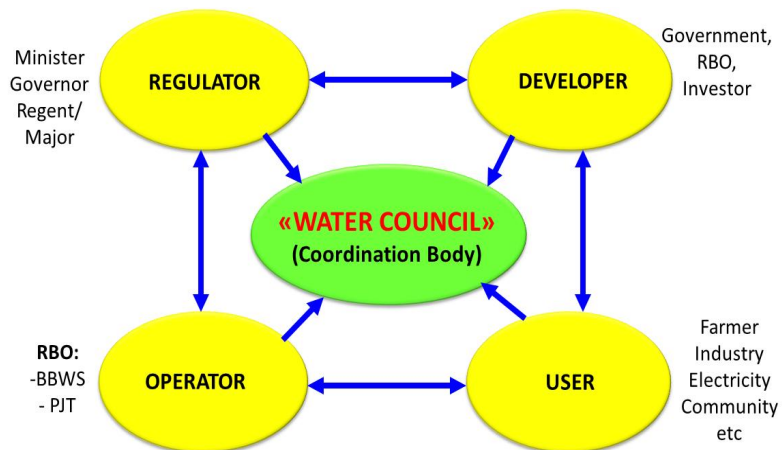 Minister
Governor
Regent/
Major
REGULATOR
DEVELOPER
Government,
RBO,
Investor
«WATER COUNCIL»
(Coordination Body)
RBO:
-BBWS
- PJT
OPERATOR
USER
Farmer
Industry
Electricity
Community
etc